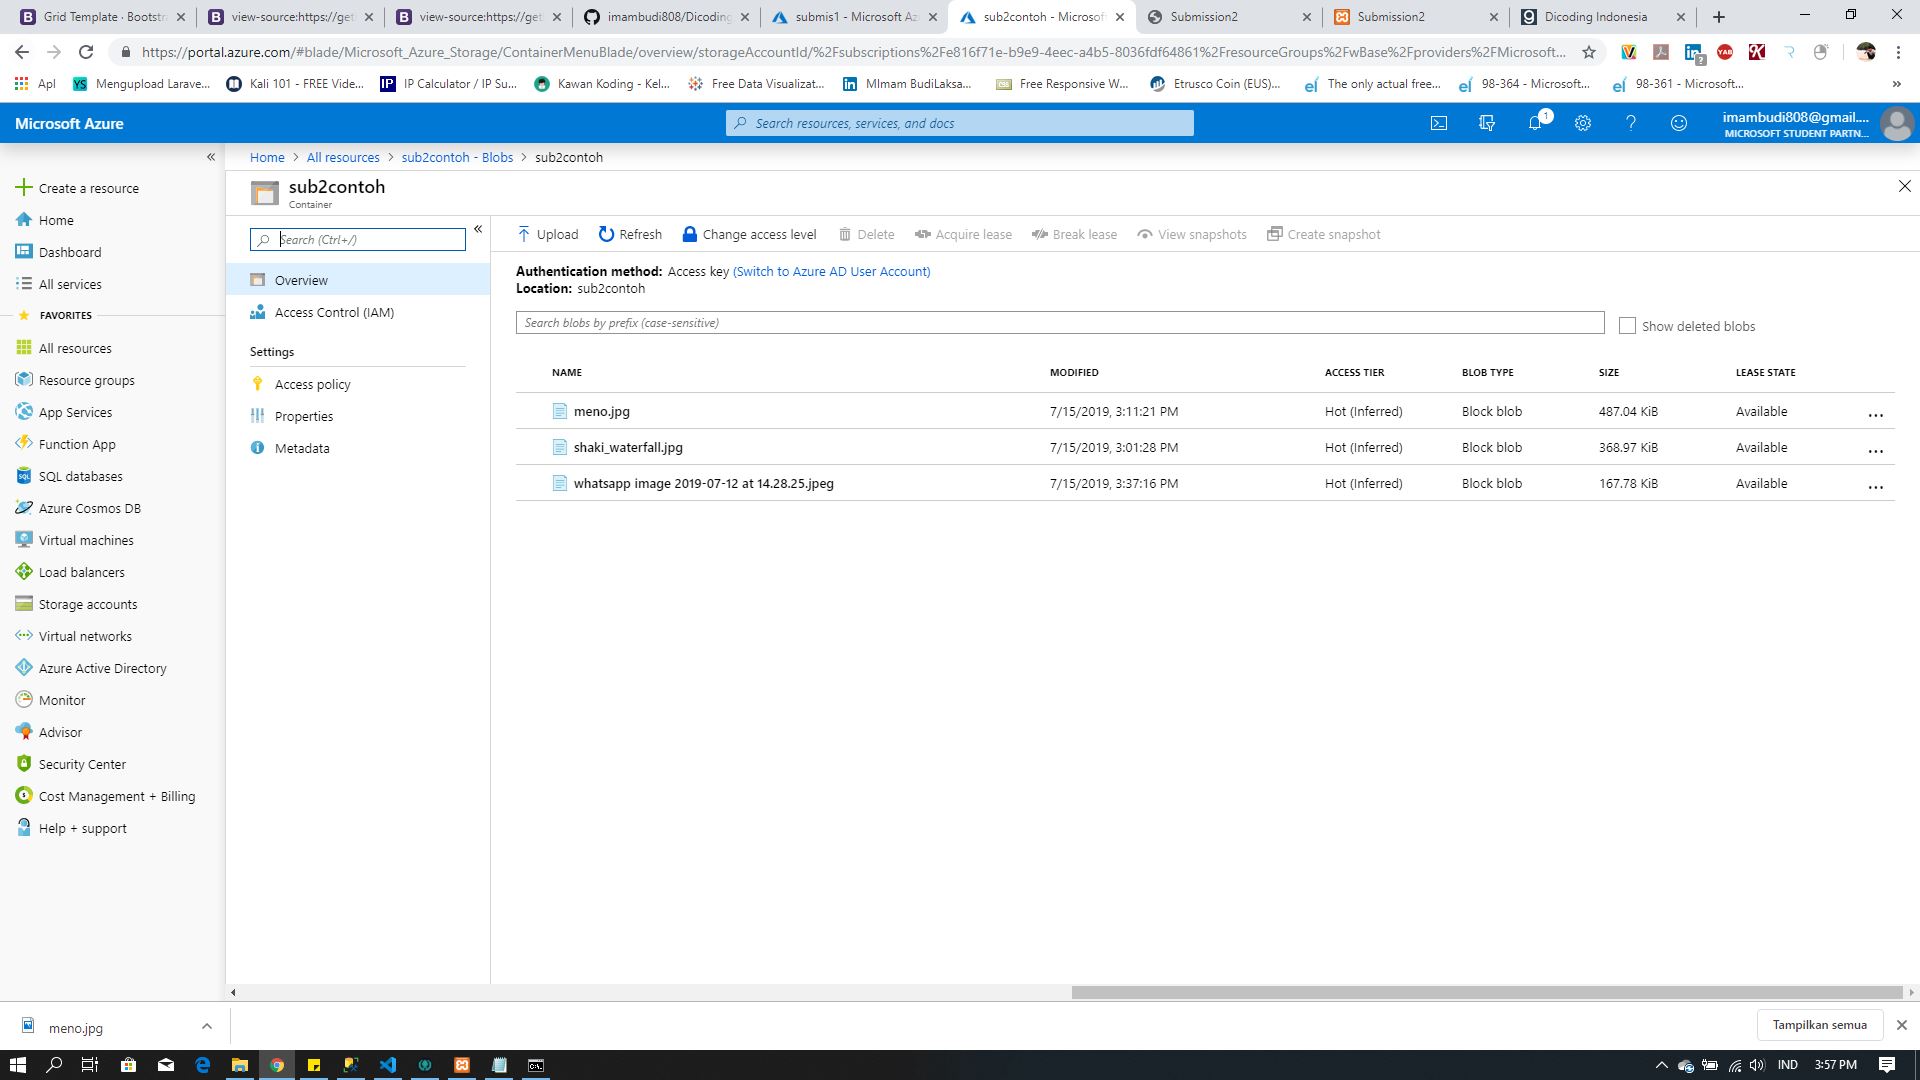 Grid Template · Bootstra
view-source:https://get
view-source:https://get
imambudi808/Dicoding
submis1 - Microsoft Az
sub2contoh - Microsoft
Submission2
Submission2
Dicoding Indonesia
https://portal.azure.com/#blade/Microsoft_Azure_Storage/ContainerMenuBlade/overview/storageAccountId/%2Fsubscriptions%2Fe816f71e-b9e9-4eec-a4b5-8036fdf64861%2FresourceGroups%2FwBase%2Fproviders%2FMicrosoft...
Apl
Mengupload Larave...
Kali 101 - FREE Vide...
IP Calculator / IP Su...
Kawan Koding - Kel...
Free Data Visualizat...
MImam BudiLaksa...
Free Responsive W...
Etrusco Coin (EUS)...
The only actual free...
98-364 - Microsoft...
98-361 - Microsoft...
Microsoft Azure
Search resources, services, and docs
1
imambudi808@gmail....
MICROSOFT STUDENT PARTN...
Home > All resources > sub2contoh - Blobs > sub2contoh
Create a resource
Home
Dashboard
All services
FAVORITES
All resources
Resource groups
App Services
Function App
SQL databases
Azure Cosmos DB
Virtual machines
Load balancers
Storage accounts
Virtual networks
Azure Active Directory
Monitor
Advisor
Security Center
Cost Management + Billing
Help + support
sub2contoh
Container
Search (Ctrl+/)
Overview
Access Control (IAM)
Settings
Access policy
Properties
Metadata
Upload Refresh Change access level Delete Acquire lease Break lease View snapshots Create snapshot
Authentication method: Access key (Switch to Azure AD User Account)
Location: sub2contoh
Search blobs by prefix (case-sensitive)
Show deleted blobs
NAME MODIFIED ACCESS TIER BLOB TYPE SIZE LEASE STATE
meno.jpg 7/15/2019, 3:11:21 PM Hot (Inferred) Block blob 487.04 KiB Available ...
shaki_waterfall.jpg 7/15/2019, 3:01:28 PM Hot (Inferred) Block blob 368.97 KiB Available ...
whatsapp image 2019-07-12 at 14.28.25.jpeg 7/15/2019, 3:37:16 PM Hot (Inferred) Block blob 167.78 KiB Available ...
meno.jpg
Tampilkan semua
IND 3:57 PM